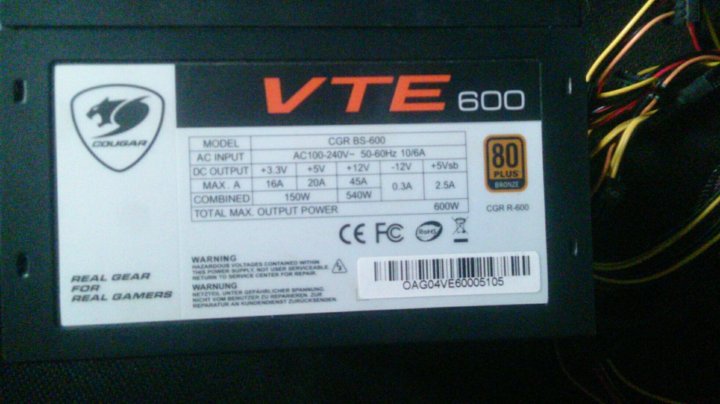 COUGAR
VTE 600
MODEL CGR BS-600
AC INPUT AC100-240V~ 50-60Hz 10/6A
DC OUTPUT +3.3V +5V +12V -12V +5Vsb
MAX. A 16A 20A 45A 0.3A 2.5A
COMBINED 150W 540W
TOTAL MAX. OUTPUT POWER 600W
80
PLUS
BRONZE
CGR R-600
CE FC RoHS
WARNING
HAZARDOUS VOLTAGES CONTAINED WITHIN
THIS POWER SUPPLY, NOT USER SERVICEABLE.
RETURN TO SERVICE CENTER FOR REPAIR.
WARNUNG
NETZTEIL UNTER GEFÄHRLICHER SPANNUNG.
NICHT VOM BENUTZER ZU REPARIEREN. ZUR
REPARATUR AN KUNDENDIENST ZURÜCKSENDEN.
OAG04VE60005105
REAL GEAR
FOR
REAL GAMERS